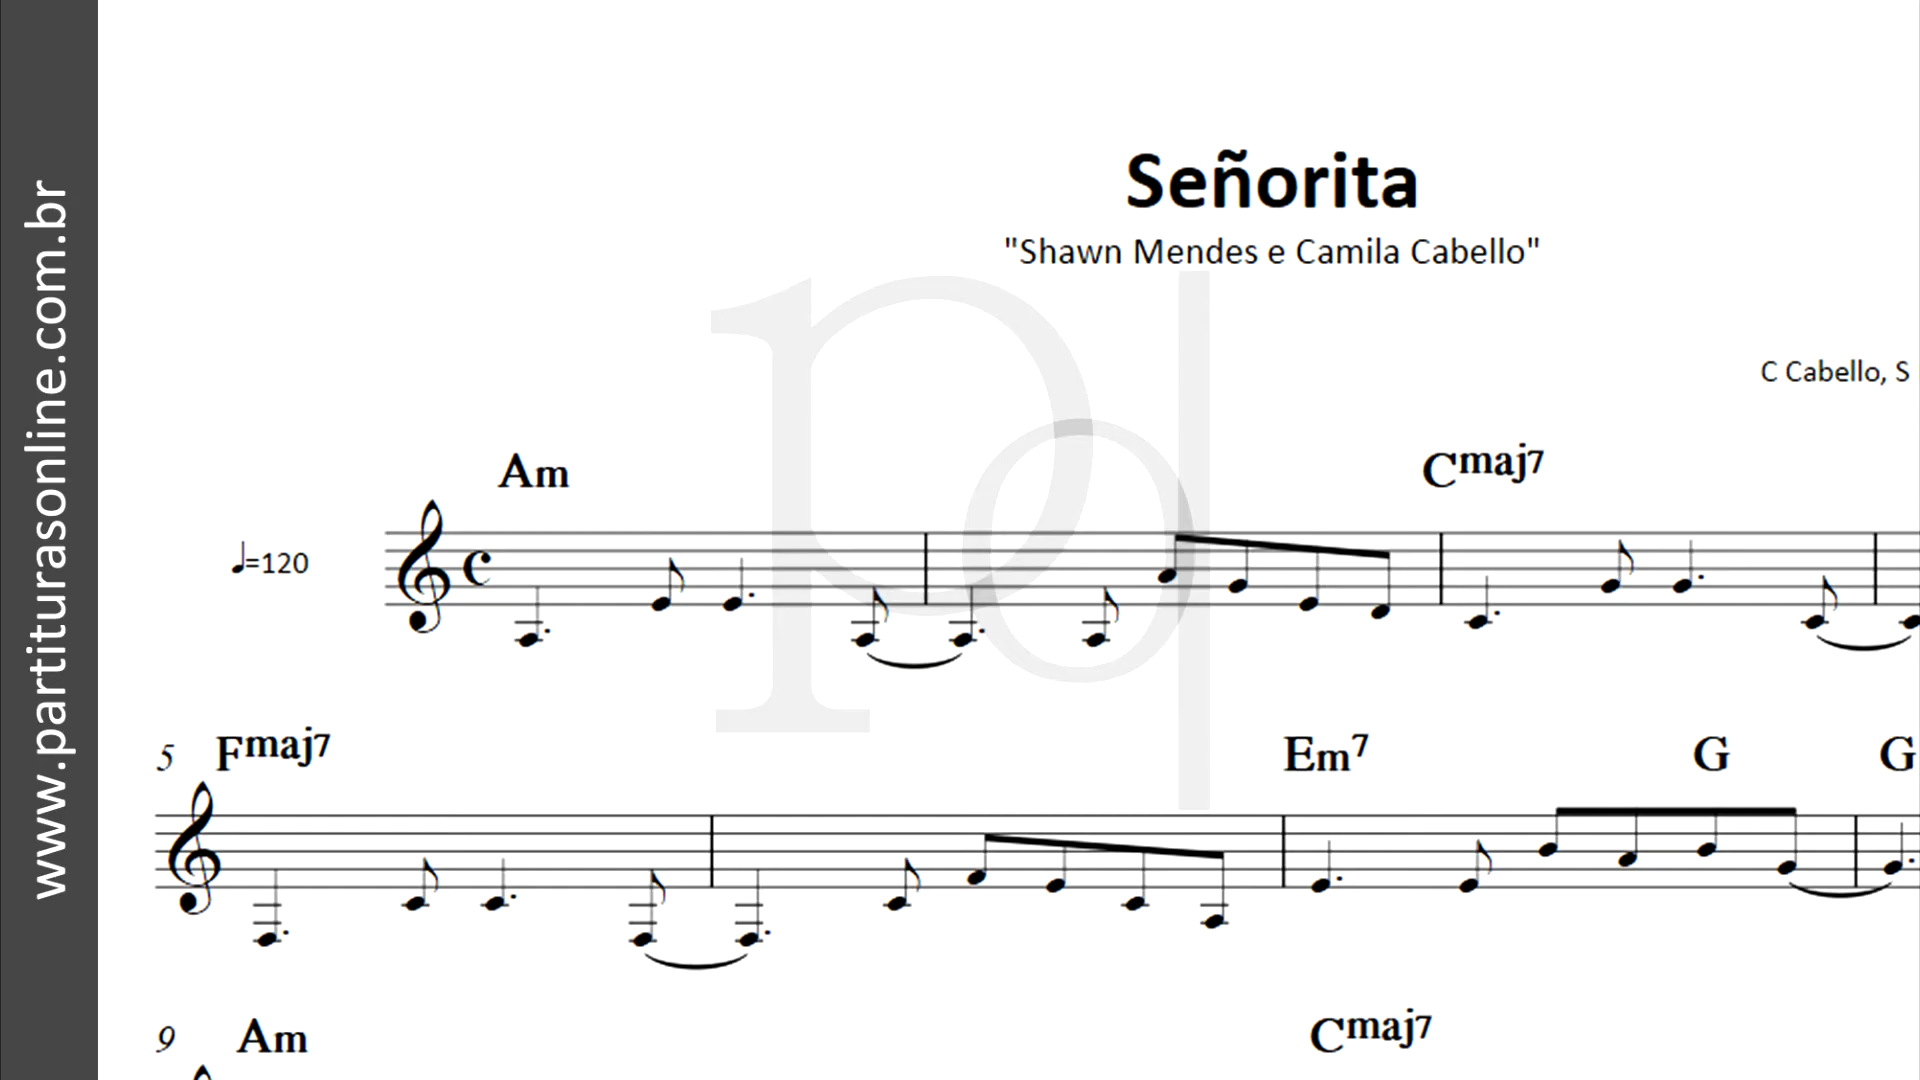 www.partiturasonline.com.br
Señorita
"Shawn Mendes e Camila Cabello"
C Cabello, S
Am Cmaj7
=120
5 Fmaj7 Em7 G G
9 Am Cmaj7